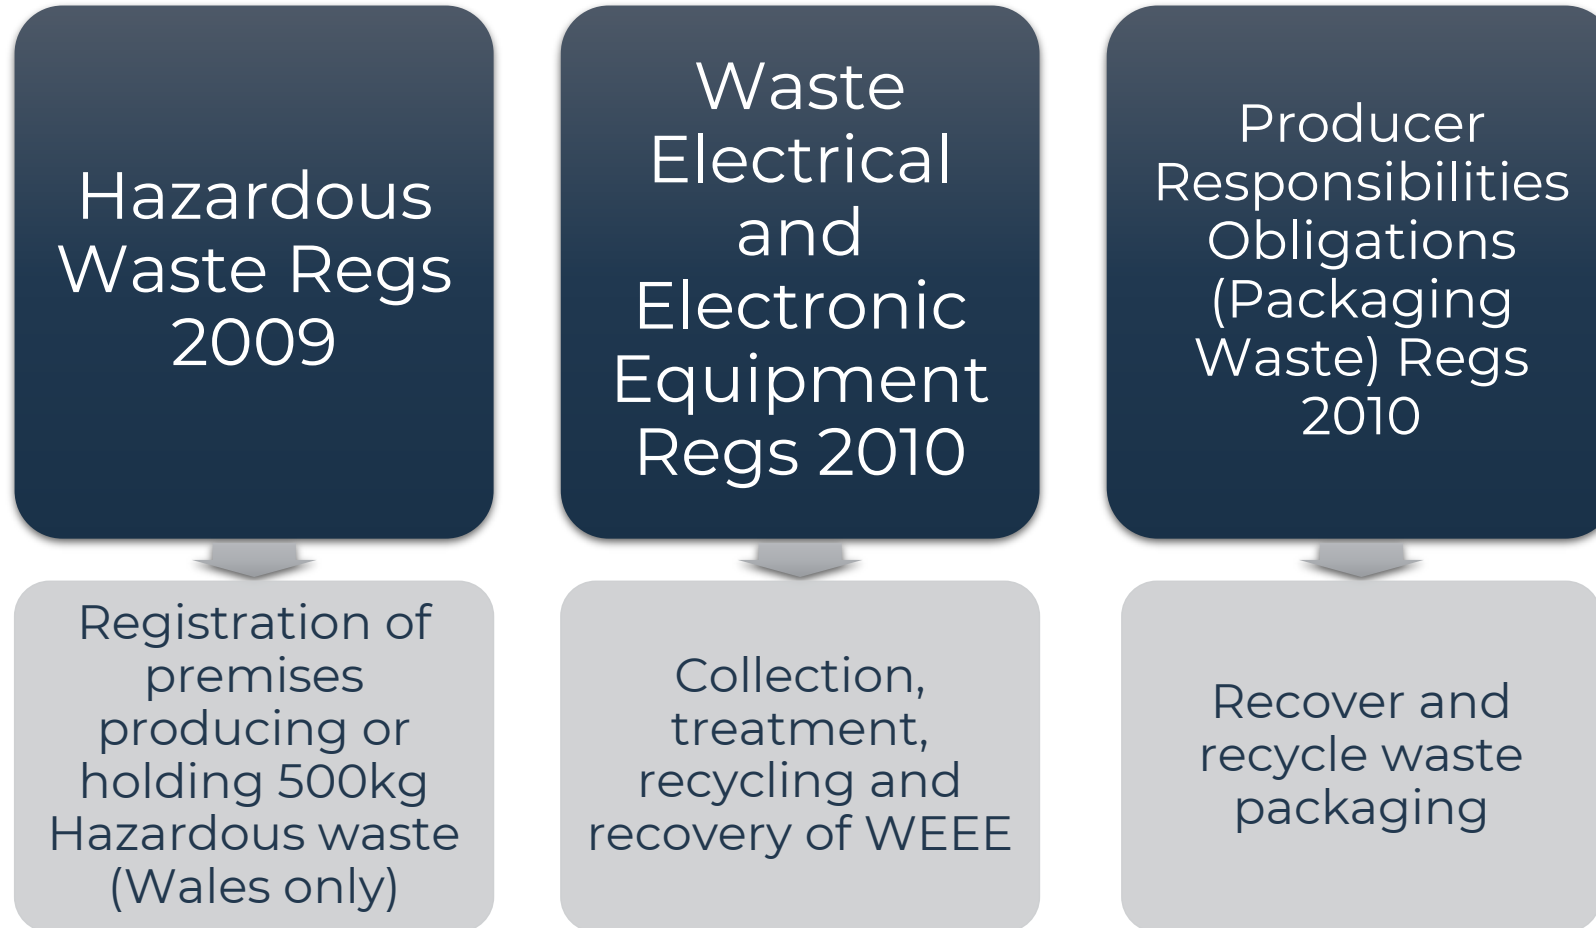 Hazardous
Waste Regs
2009
Registration of
premises
producing or
holding 500kg
Hazardous waste
(Wales only)
Waste
Electrical
and
Electronic
Equipment
Regs 2010
Collection,
treatment,
recycling and
recovery of WEEE
Producer
Responsibilities
Obligations
(Packaging
Waste) Regs
2010
Recover and
recycle waste
packaging